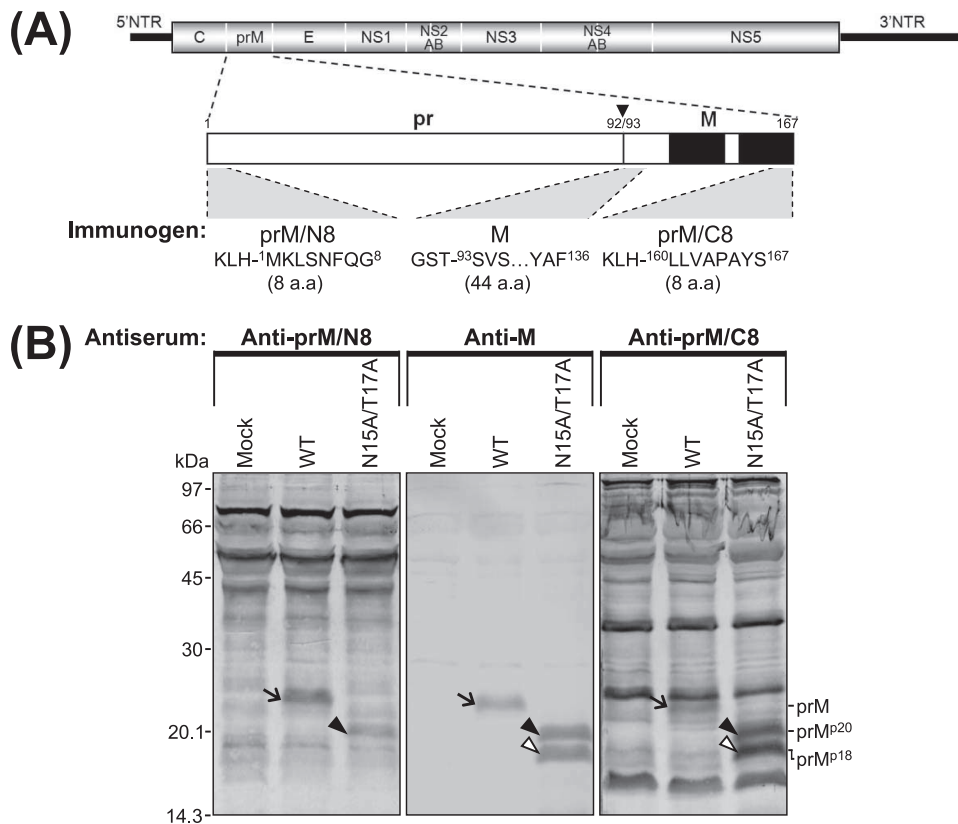 (A)
5'NTR
3'NTR
C prM E NS1 NS2 AB NS3 NS4 AB NS5
pr
M
1
92/93
167
Immunogen:
prM/N8
M
prM/C8
KLH-¹MKLSNFQG⁸
GST-⁹³SVS...YAF¹³⁶
KLH-¹⁶⁰LLVAPAYS¹⁶⁷
(8 a.a)
(44 a.a)
(8 a.a)
(B)
Antiserum:
Anti-prM/N8
Anti-M
Anti-prM/C8
Mock
WT
N15A/T17A
Mock
WT
N15A/T17A
Mock
WT
N15A/T17A
kDa
97
66
45
30
20.1
14.3
prM
prMᵖ²⁰
prMᵖ¹⁸